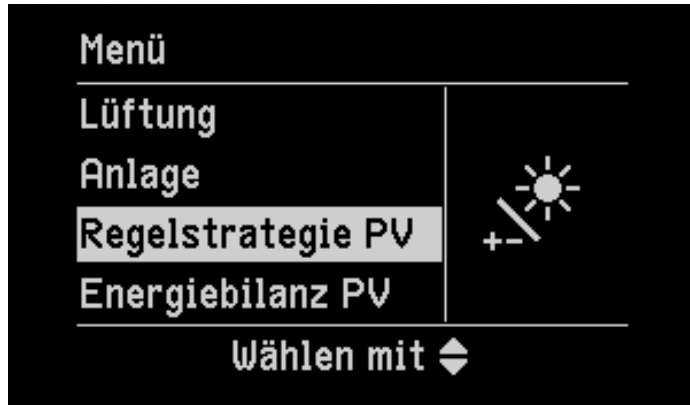 Menü
Lüftung
Anlage
Regelstrategie PV
Energiebilanz PV
Wählen mit